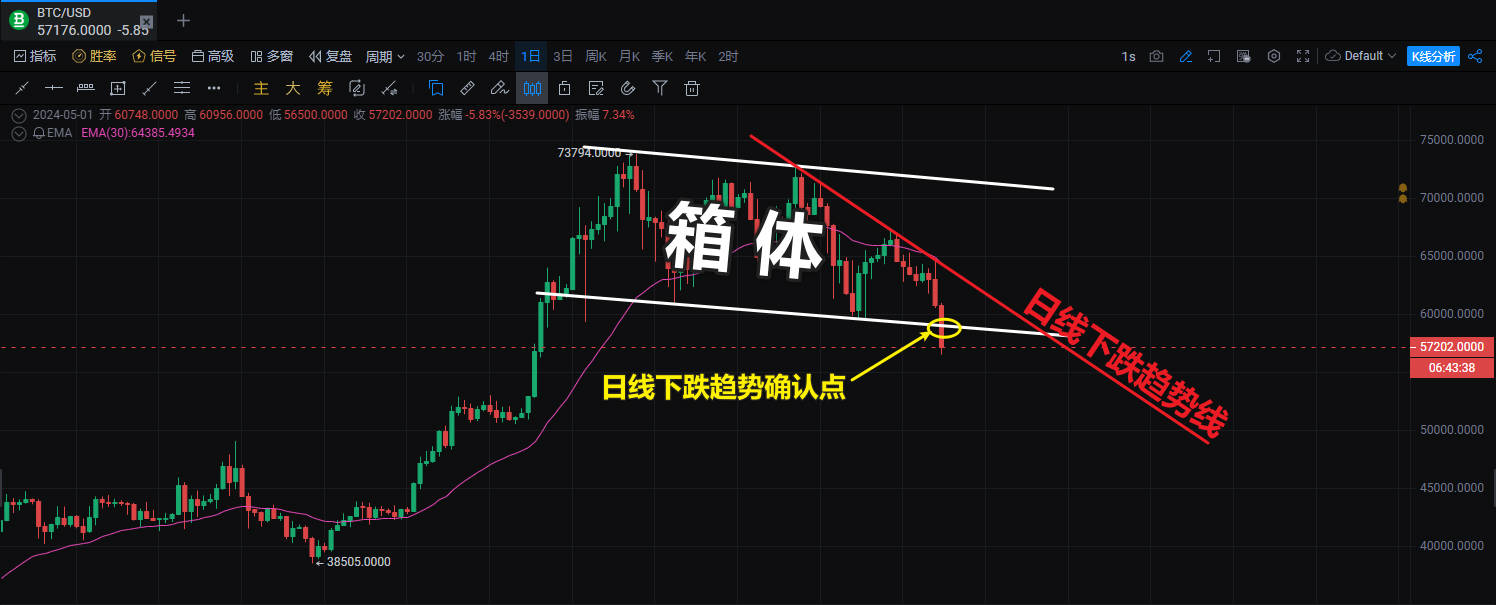 BTC/USD
57176.0000 -5.85
指标 胜率 信号 高级 多窗 复盘 周期 30分 1时 4时 1日 3日 周K 月K 季K 年K 2时 1s Default K线分析
主 大 筹
2024-05-01 开 60748.0000 高 60956.0000 低 56500.0000 收 57202.0000 涨幅 -5.83%(-3539.0000) 振幅 7.34%
EMA EMA(30):64385.4934
75000.0000
73794.0000
70000.0000
箱体
65000.0000
60000.0000
日线下跌趋势线
57202.0000
06:43:38
日线下跌趋势确认点
50000.0000
45000.0000
40000.0000
38505.0000